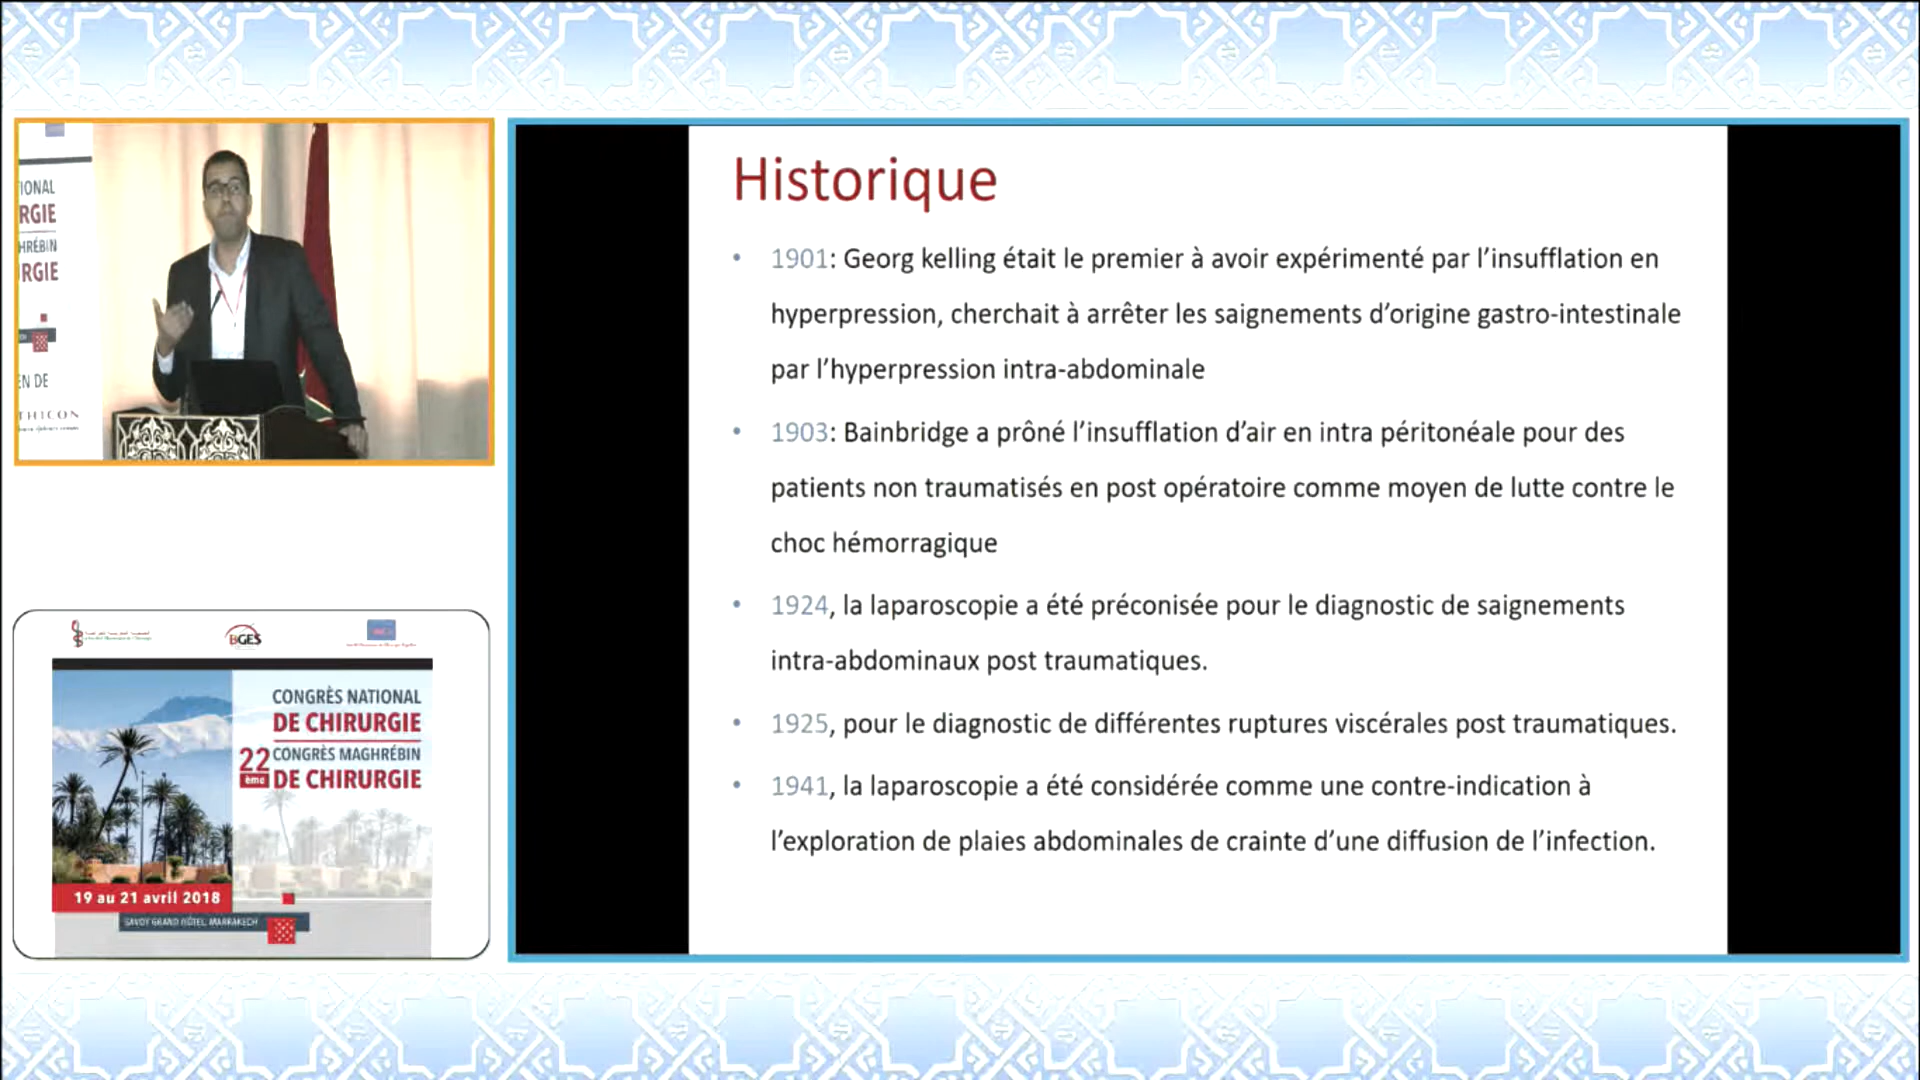 IONAL
RGIE
HRÉBIN
RGIE
EN DE
THICON
Historique
• 1901: Georg kelling était le premier à avoir expérimenté par l’insufflation en
hyperpression, cherchait à arrêter les saignements d’origine gastro-intestinale
par l’hyperpression intra-abdominale
• 1903: Bainbridge a prôné l’insufflation d’air en intra péritonéale pour des
patients non traumatisés en post opératoire comme moyen de lutte contre le
choc hémorragique
• 1924, la laparoscopie a été préconisée pour le diagnostic de saignements
intra-abdominaux post traumatiques.
• 1925, pour le diagnostic de différentes ruptures viscérales post traumatiques.
• 1941, la laparoscopie a été considérée comme une contre-indication à
l’exploration de plaies abdominales de crainte d’une diffusion de l’infection.
BGES
CONGRÈS NATIONAL
DE CHIRURGIE
22 ème CONGRÈS MAGHRÉBIN
DE CHIRURGIE
19 au 21 avril 2018
SAVOY GRAND HÔTEL, MARRAKECH